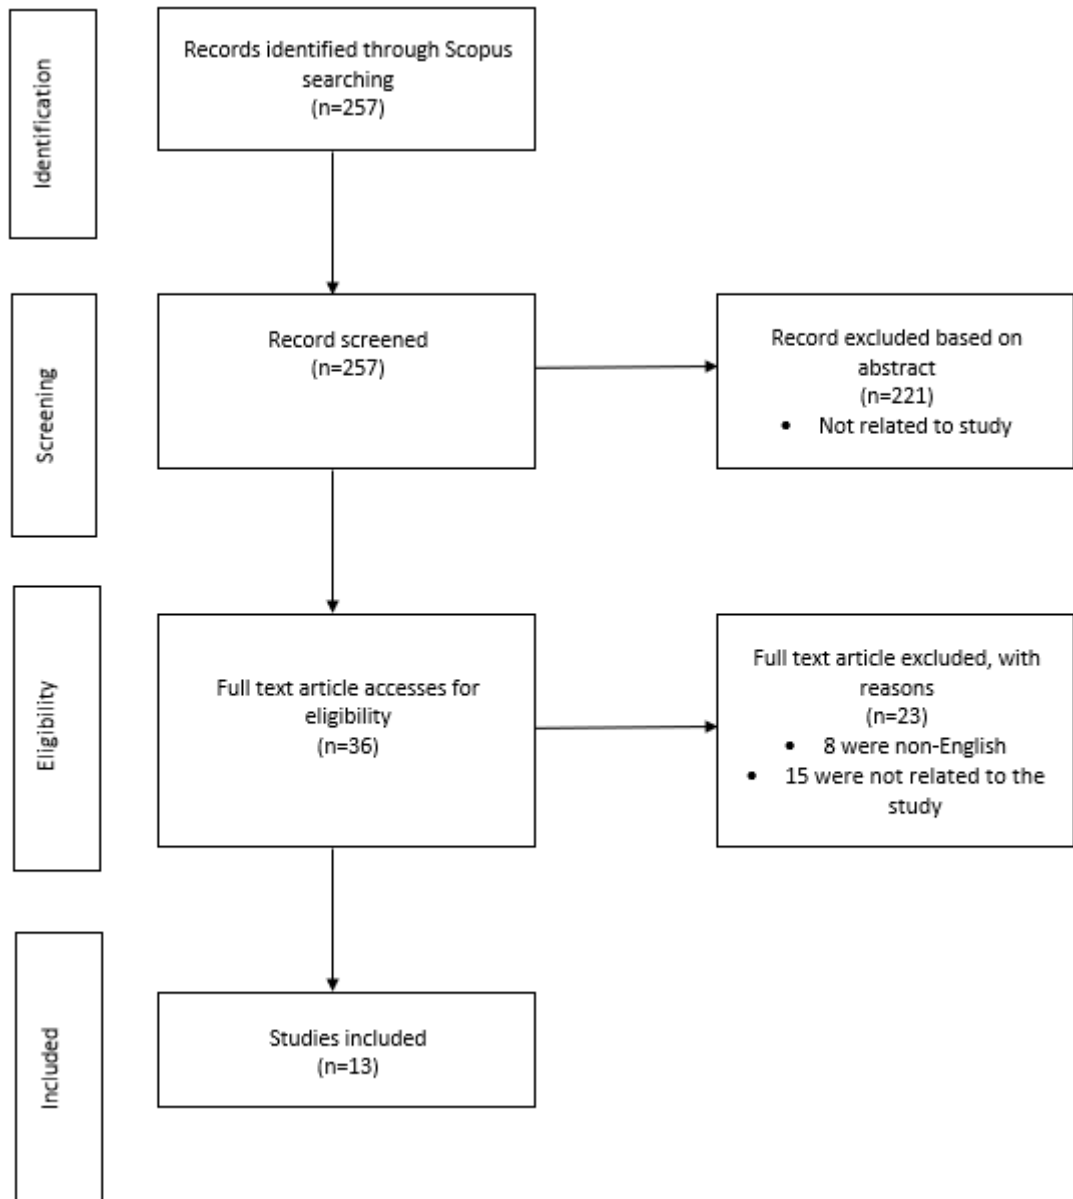 Identification
Records identified through Scopus
searching
(n=257)
Screening
Record screened
(n=257)
Record excluded based on
abstract
(n=221)
• Not related to study
Eligibility
Full text article accesses for
eligibility
(n=36)
Full text article excluded, with
reasons
(n=23)
• 8 were non-English
• 15 were not related to the
study
Included
Studies included
(n=13)